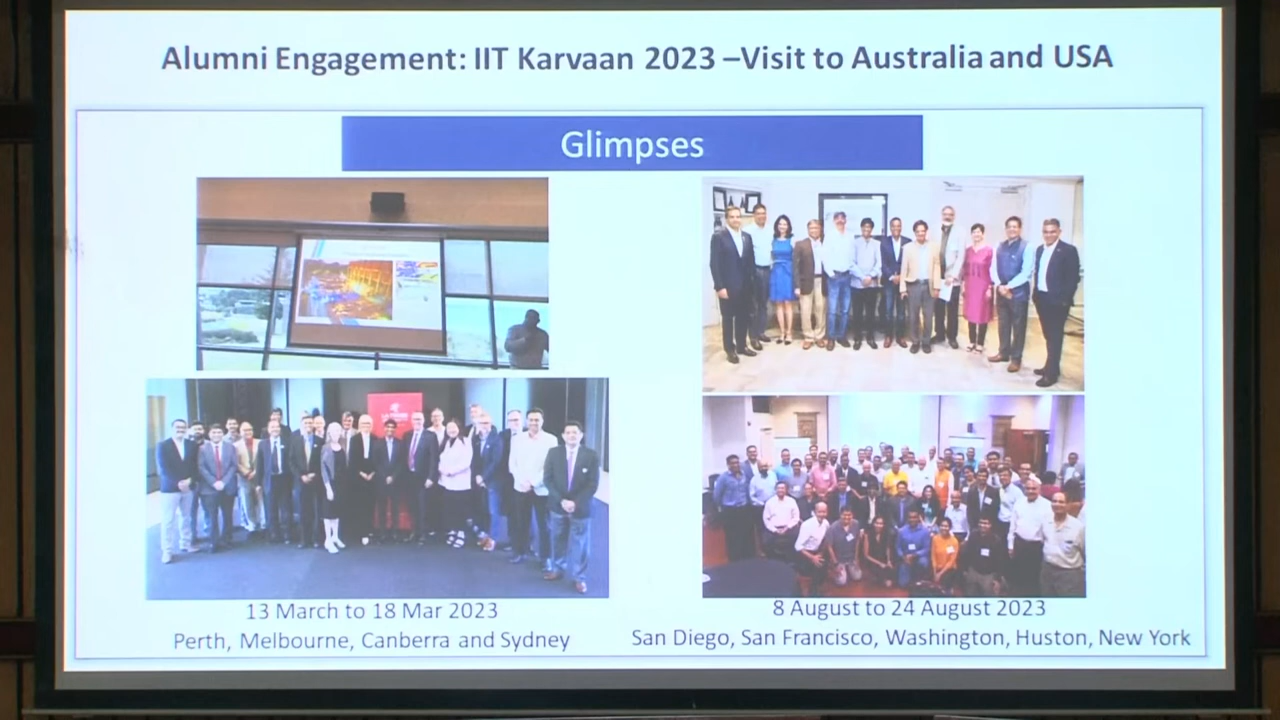 Alumni Engagement: IIT Karvaan 2023 –Visit to Australia and USA
Glimpses
13 March to 18 Mar 2023
Perth, Melbourne, Canberra and Sydney
8 August to 24 August 2023
San Diego, San Francisco, Washington, Huston, New York